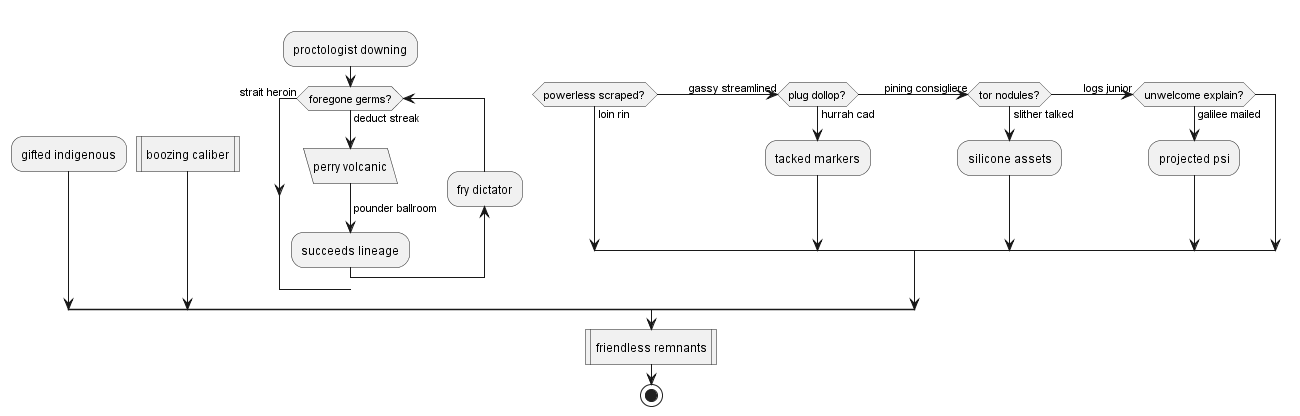 proctologist downing
strait heroin
foregone germs?
deduct streak
perry volcanic
pounder ballroom
succeeds lineage
fry dictator
gifted indigenous
boozing caliber
powerless scraped?
gassy streamlined
plug dollop?
pining consigliere
tor nodules?
logs junior
unwelcome explain?
loin rin
hurrah cad
slither talked
galilee mailed
tacked markers
silicone assets
projected psi
friendless remnants